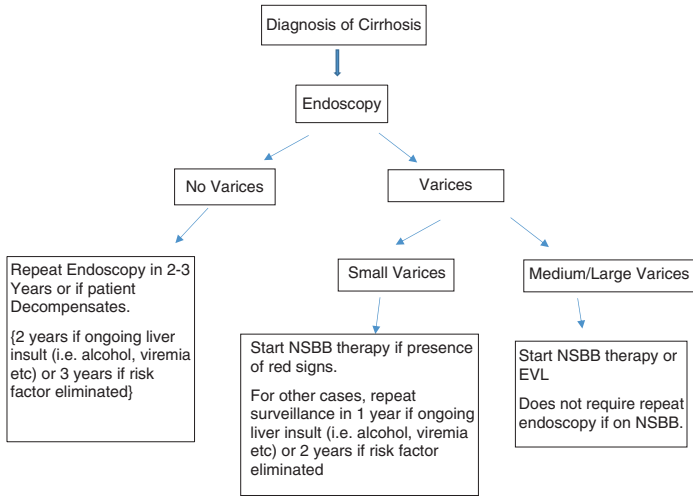 Diagnosis of Cirrhosis
Endoscopy
No Varices
Varices
Repeat Endoscopy in 2-3
Years or if patient
Decompensates.
{2 years if ongoing liver
insult (i.e. alcohol, viremia
etc) or 3 years if risk
factor eliminated}
Small Varices
Medium/Large Varices
Start NSBB therapy if presence
of red signs.
For other cases, repeat
surveillance in 1 year if ongoing
liver insult (i.e. alcohol, viremia
etc) or 2 years if risk factor
eliminated
Start NSBB therapy or
EVL
Does not require repeat
endoscopy if on NSBB.